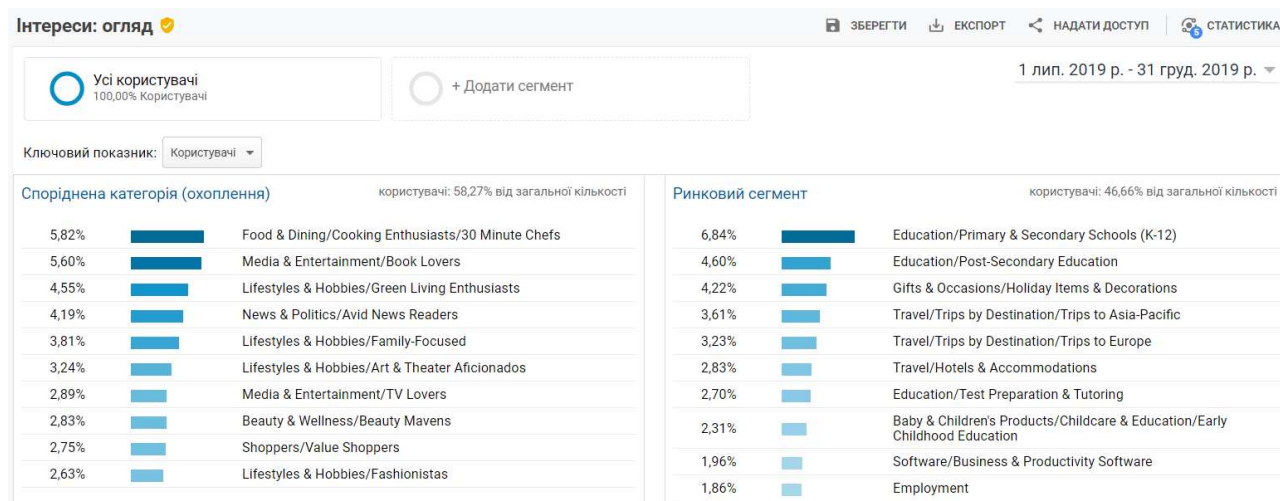 Інтереси: огляд
ЗБЕРЕГТИ
ЕКСПОРТ
НАДАТИ ДОСТУП
5
СТАТИСТИКА
Усі користувачі
100,00% Користувачі
+ Додати сегмент
1 лип. 2019 р. - 31 груд. 2019 р.
Ключовий показник: Користувачі
Споріднена категорія (охоплення) користувачі: 58,27% від загальної кількості
5,82% Food & Dining/Cooking Enthusiasts/30 Minute Chefs
5,60% Media & Entertainment/Book Lovers
4,55% Lifestyles & Hobbies/Green Living Enthusiasts
4,19% News & Politics/Avid News Readers
3,81% Lifestyles & Hobbies/Family-Focused
3,24% Lifestyles & Hobbies/Art & Theater Aficionados
2,89% Media & Entertainment/TV Lovers
2,83% Beauty & Wellness/Beauty Mavens
2,75% Shoppers/Value Shoppers
2,63% Lifestyles & Hobbies/Fashionistas
Ринковий сегмент користувачі: 46,66% від загальної кількості
6,84% Education/Primary & Secondary Schools (K-12)
4,60% Education/Post-Secondary Education
4,22% Gifts & Occasions/Holiday Items & Decorations
3,61% Travel/Trips by Destination/Trips to Asia-Pacific
3,23% Travel/Trips by Destination/Trips to Europe
2,83% Travel/Hotels & Accommodations
2,70% Education/Test Preparation & Tutoring
2,31% Baby & Children's Products/Childcare & Education/Early
Childhood Education
1,96% Software/Business & Productivity Software
1,86% Employment